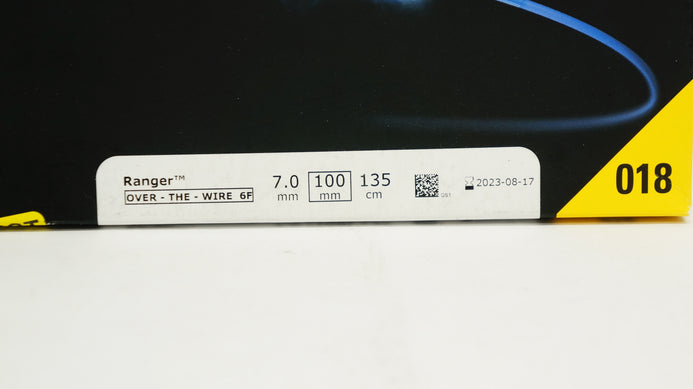 Ranger™
OVER - THE - WIRE 6F
7.0 mm
100 mm
135 cm
2023-08-17
018